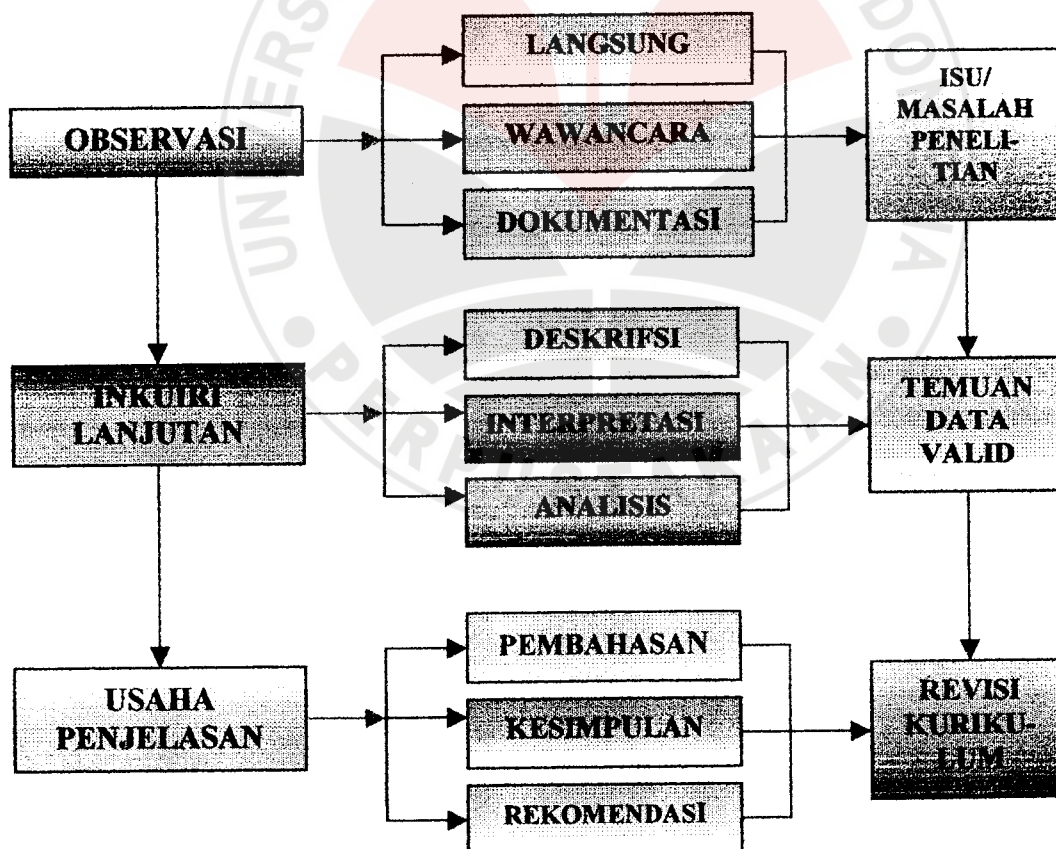 OBSERVASI
LANGSUNG
WAWANCARA
DOKUMENTASI
ISU/
MASALAH
PENELI-
TIAN
INKUIRI
LANJUTAN
DESKRIFSI
INTERPRETASI
ANALISIS
TEMUAN
DATA
VALID
USAHA
PENJELASAN
PEMBAHASAN
KESIMPULAN
REKOMENDASI
REVISI
KURIKU-
LUM
PERPUSTAKAAN